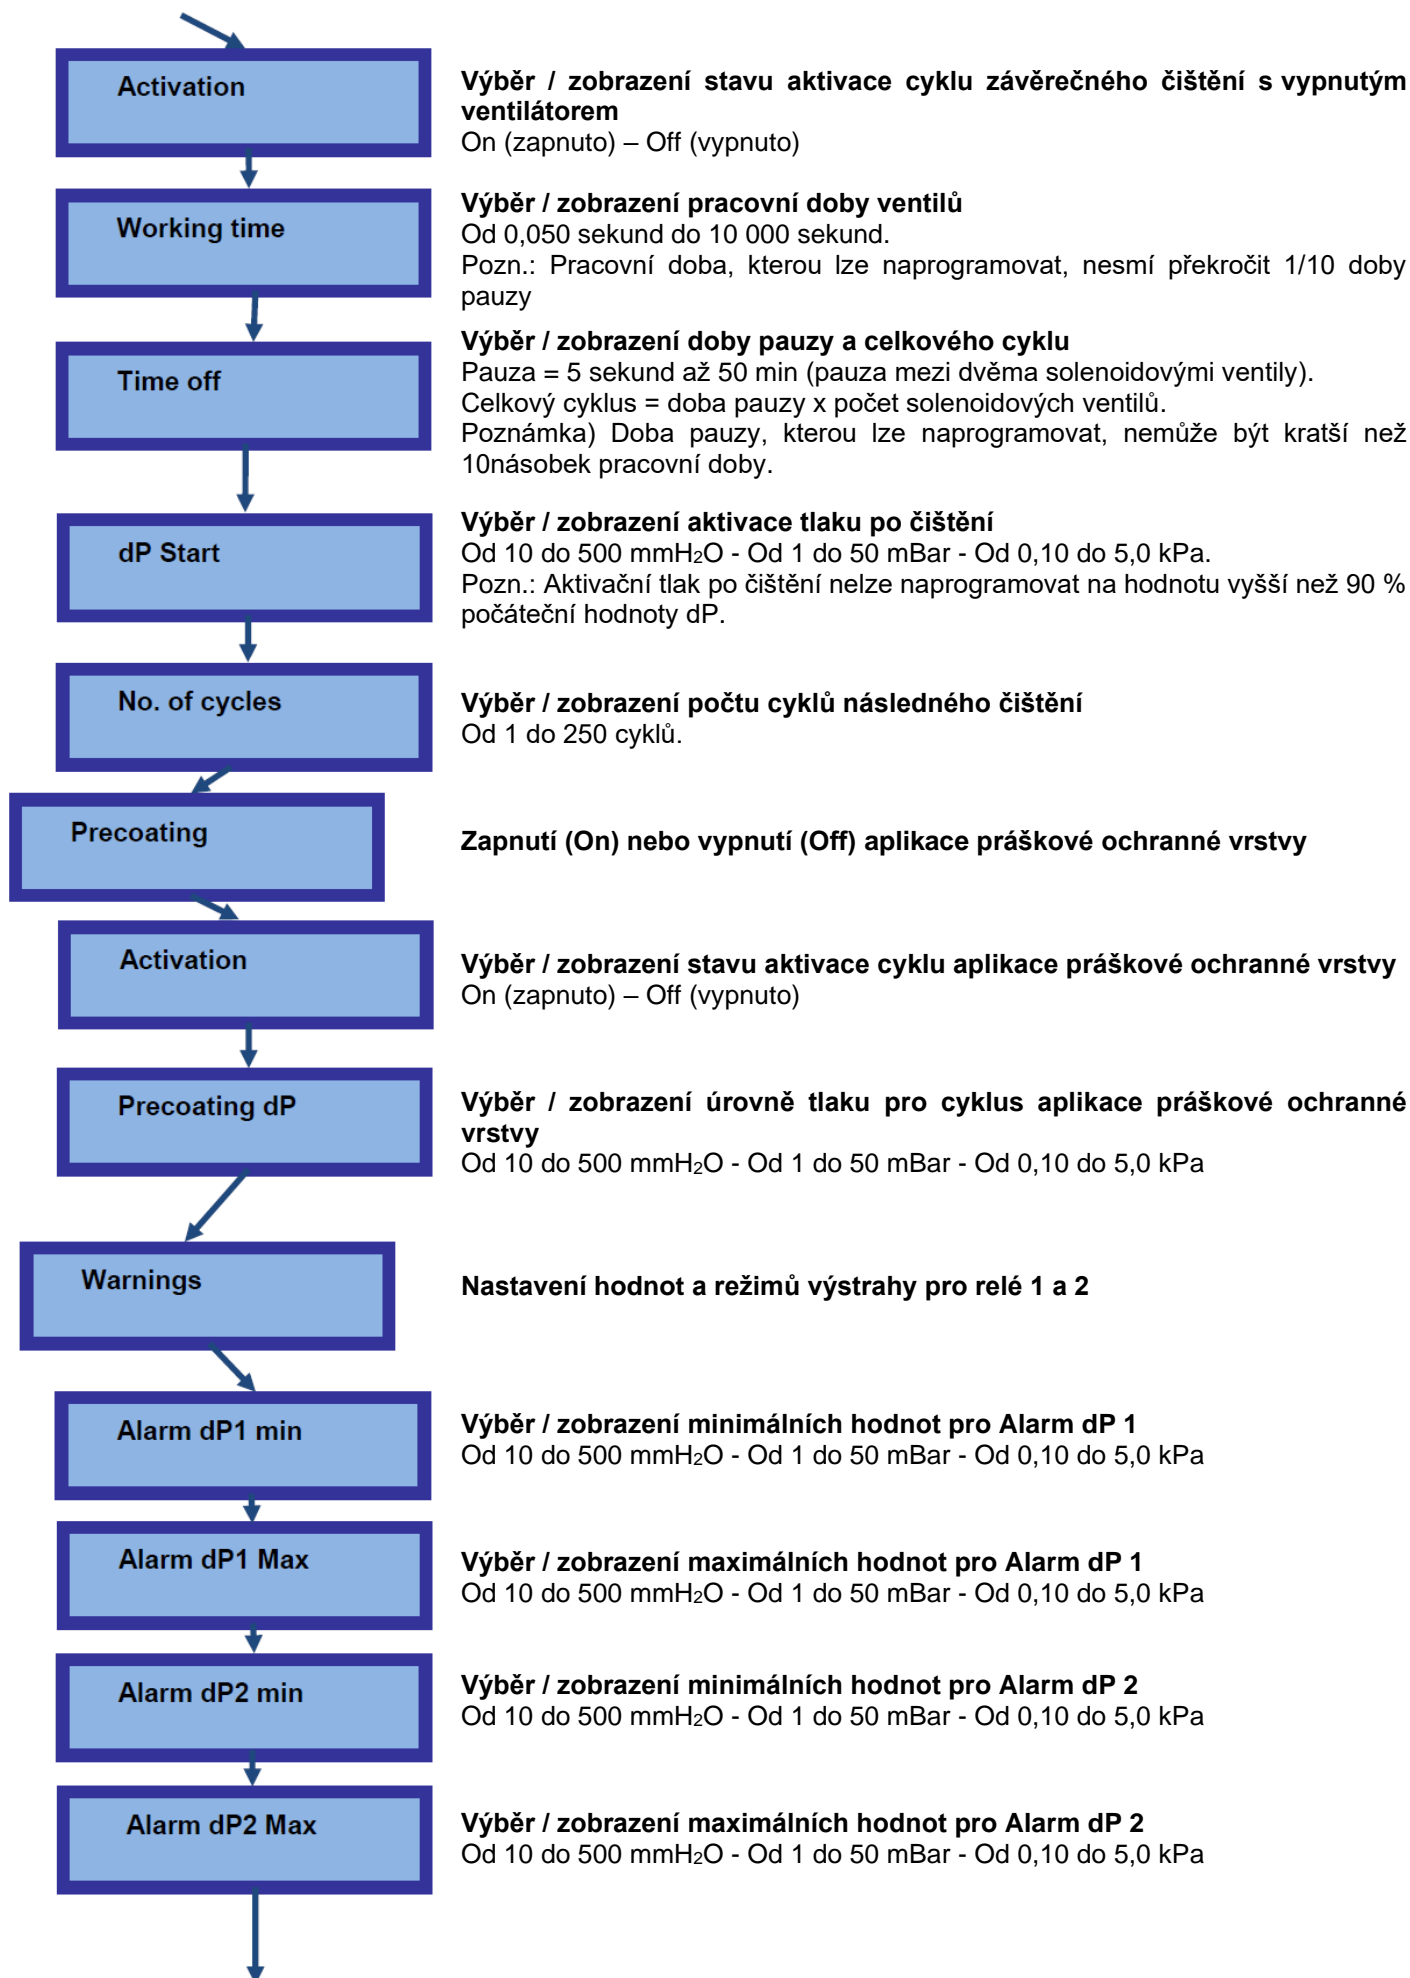 Activation
Výběr / zobrazení stavu aktivace cyklu závěrečného čištění s vypnutým
ventilátorem
On (zapnuto) – Off (vypnuto)
Working time
Výběr / zobrazení pracovní doby ventilů
Od 0,050 sekund do 10 000 sekund.
Pozn.: Pracovní doba, kterou lze naprogramovat, nesmí překročit 1/10 doby
pauzy
Time off
Výběr / zobrazení doby pauzy a celkového cyklu
Pauza = 5 sekund až 50 min (pauza mezi dvěma solenoidovými ventily).
Celkový cyklus = doba pauzy x počet solenoidových ventilů.
Poznámka) Doba pauzy, kterou lze naprogramovat, nemůže být kratší než
10násobek pracovní doby.
dP Start
Výběr / zobrazení aktivace tlaku po čištění
Od 10 do 500 mmH₂O - Od 1 do 50 mBar - Od 0,10 do 5,0 kPa.
Pozn.: Aktivační tlak po čištění nelze naprogramovat na hodnotu vyšší než 90 %
počáteční hodnoty dP.
No. of cycles
Výběr / zobrazení počtu cyklů následného čištění
Od 1 do 250 cyklů.
Precoating
Zapnutí (On) nebo vypnutí (Off) aplikace práškové ochranné vrstvy
Activation
Výběr / zobrazení stavu aktivace cyklu aplikace práškové ochranné vrstvy
On (zapnuto) – Off (vypnuto)
Precoating dP
Výběr / zobrazení úrovně tlaku pro cyklus aplikace práškové ochranné
vrstvy
Od 10 do 500 mmH₂O - Od 1 do 50 mBar - Od 0,10 do 5,0 kPa
Warnings
Nastavení hodnot a režimů výstrahy pro relé 1 a 2
Alarm dP1 min
Výběr / zobrazení minimálních hodnot pro Alarm dP 1
Od 10 do 500 mmH₂O - Od 1 do 50 mBar - Od 0,10 do 5,0 kPa
Alarm dP1 Max
Výběr / zobrazení maximálních hodnot pro Alarm dP 1
Od 10 do 500 mmH₂O - Od 1 do 50 mBar - Od 0,10 do 5,0 kPa
Alarm dP2 min
Výběr / zobrazení minimálních hodnot pro Alarm dP 2
Od 10 do 500 mmH₂O - Od 1 do 50 mBar - Od 0,10 do 5,0 kPa
Alarm dP2 Max
Výběr / zobrazení maximálních hodnot pro Alarm dP 2
Od 10 do 500 mmH₂O - Od 1 do 50 mBar - Od 0,10 do 5,0 kPa